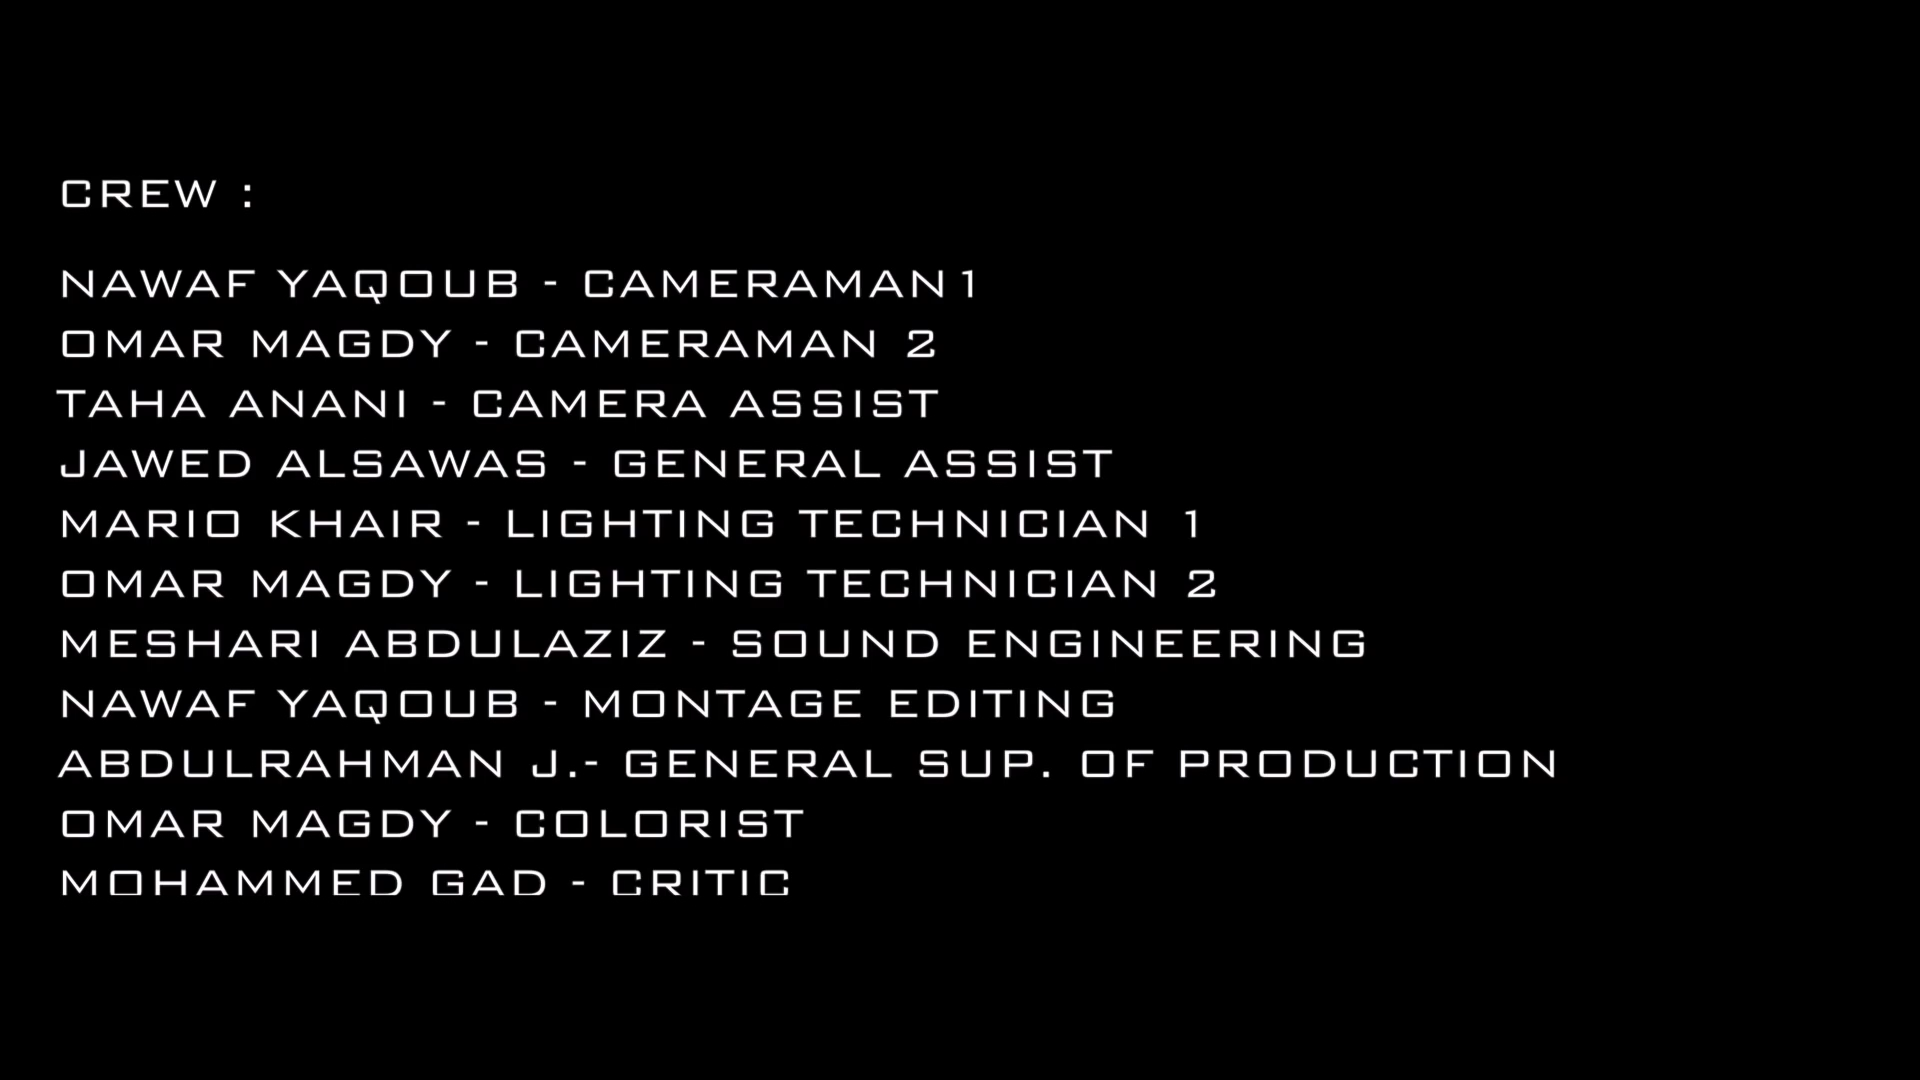 CREW :
NAWAF YAQOUB - CAMERAMAN1
OMAR MAGDY - CAMERAMAN 2
TAHA ANANI - CAMERA ASSIST
JAWED ALSAWAS - GENERAL ASSIST
MARIO KHAIR - LIGHTING TECHNICIAN 1
OMAR MAGDY - LIGHTING TECHNICIAN 2
MESHARI ABDULAZIZ - SOUND ENGINEERING
NAWAF YAQOUB - MONTAGE EDITING
ABDULRAHMAN J.- GENERAL SUP. OF PRODUCTION
OMAR MAGDY - COLORIST
MOHAMMED GAD - CRITIC